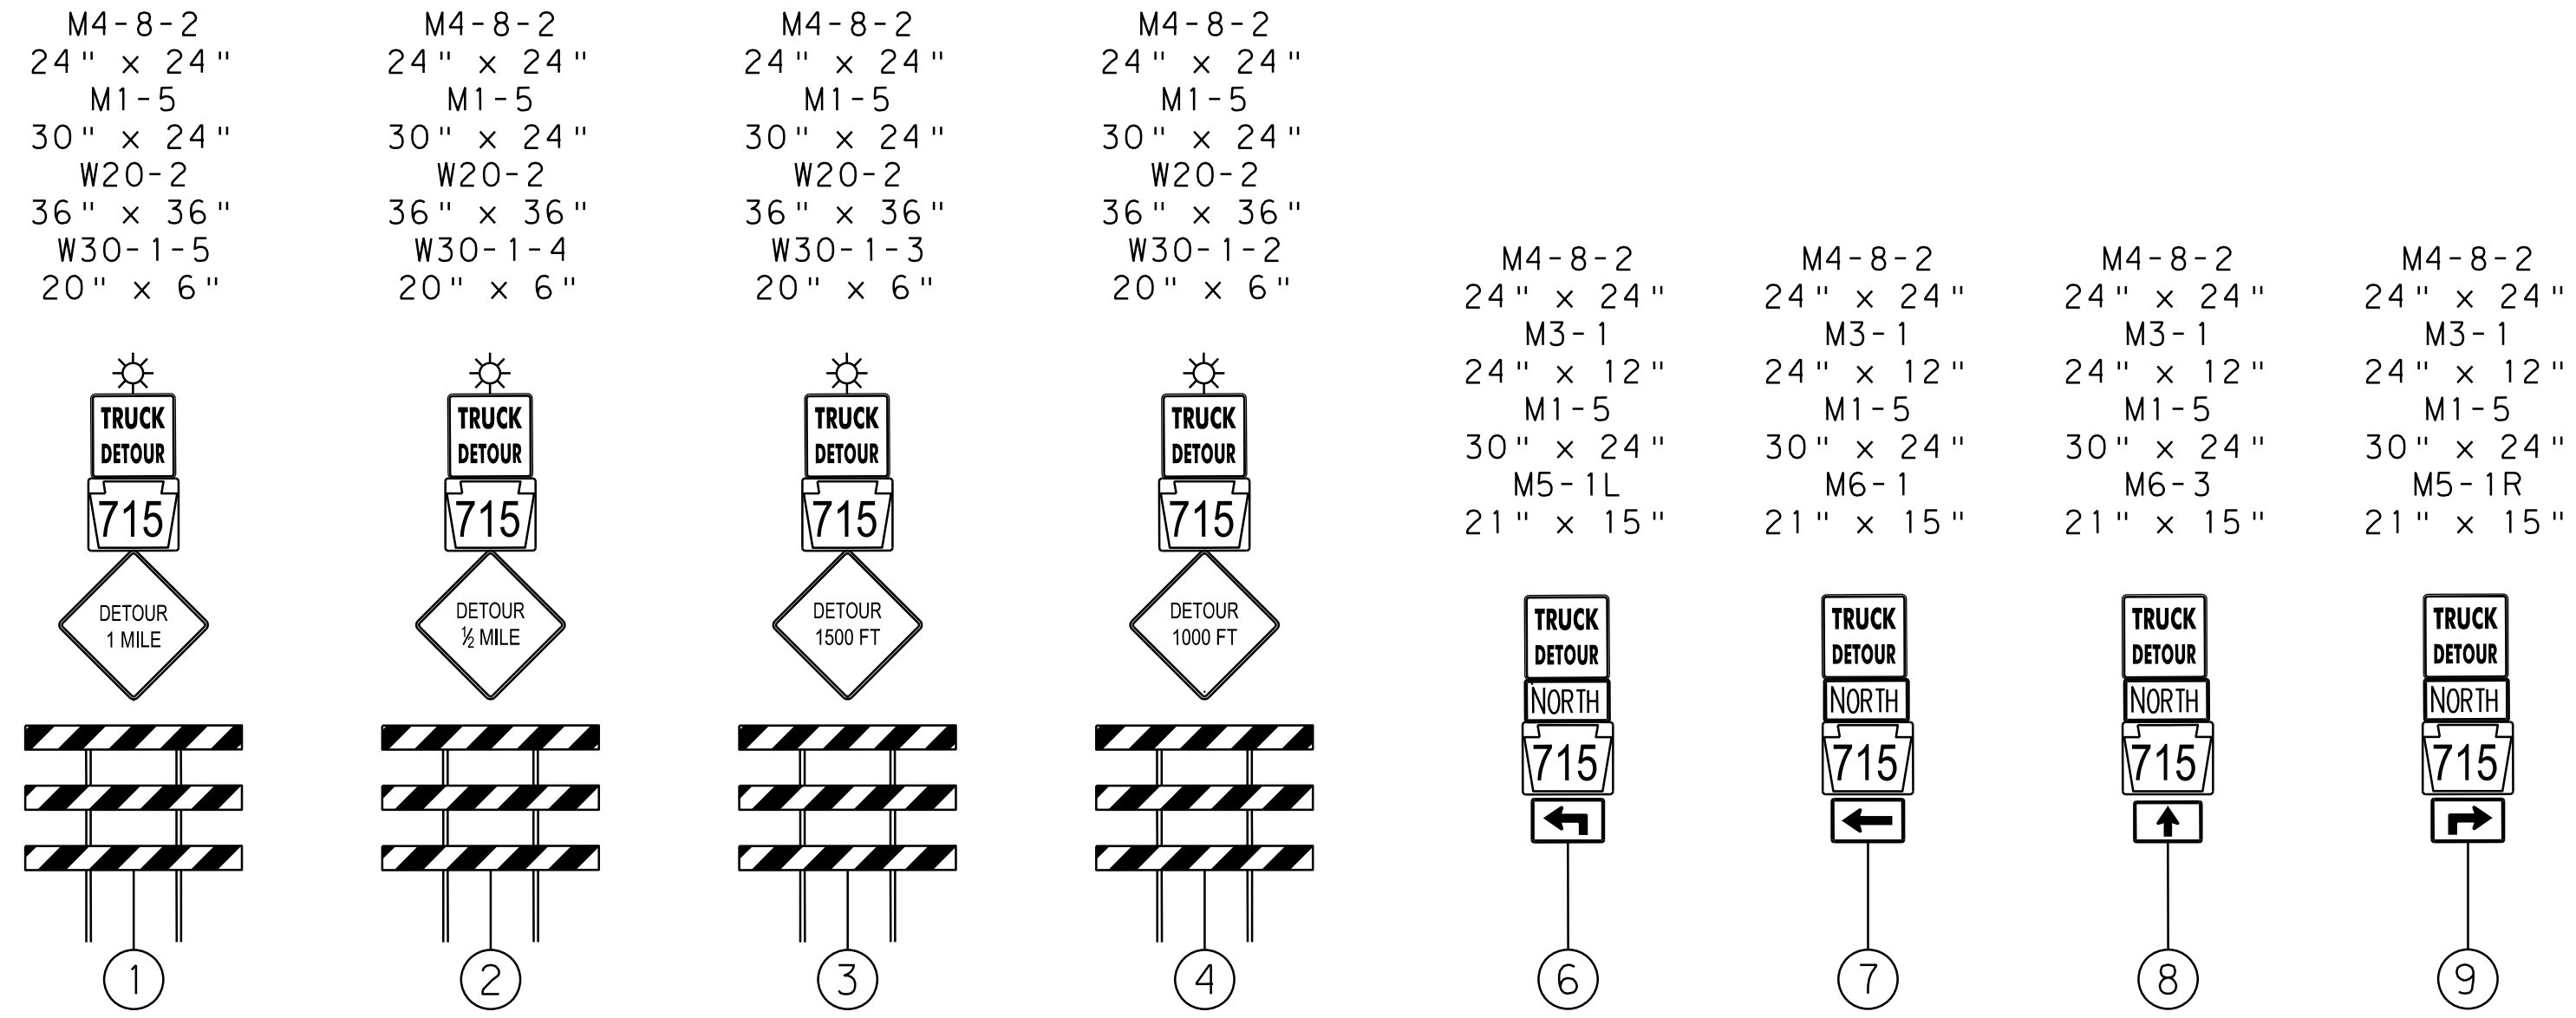 M4-8-2
24" x 24"
M1-5
30" x 24"
W20-2
36" x 36"
W30-1-5
20" x 6"
TRUCK
DETOUR
715
DETOUR
1 MILE
1
M4-8-2
24" x 24"
M1-5
30" x 24"
W20-2
36" x 36"
W30-1-4
20" x 6"
TRUCK
DETOUR
715
DETOUR
½ MILE
2
M4-8-2
24" x 24"
M1-5
30" x 24"
W20-2
36" x 36"
W30-1-3
20" x 6"
TRUCK
DETOUR
715
DETOUR
1500 FT
3
M4-8-2
24" x 24"
M1-5
30" x 24"
W20-2
36" x 36"
W30-1-2
20" x 6"
TRUCK
DETOUR
715
DETOUR
1000 FT
4
M4-8-2
24" x 24"
M3-1
24" x 12"
M1-5
30" x 24"
M5-1L
21" x 15"
TRUCK
DETOUR
NORTH
715
6
M4-8-2
24" x 24"
M3-1
24" x 12"
M1-5
30" x 24"
M6-1
21" x 15"
TRUCK
DETOUR
NORTH
715
7
M4-8-2
24" x 24"
M3-1
24" x 12"
M1-5
30" x 24"
M6-3
21" x 15"
TRUCK
DETOUR
NORTH
715
8
M4-8-2
24" x 24"
M3-1
24" x 12"
M1-5
30" x 24"
M5-1R
21" x 15"
TRUCK
DETOUR
NORTH
715
9